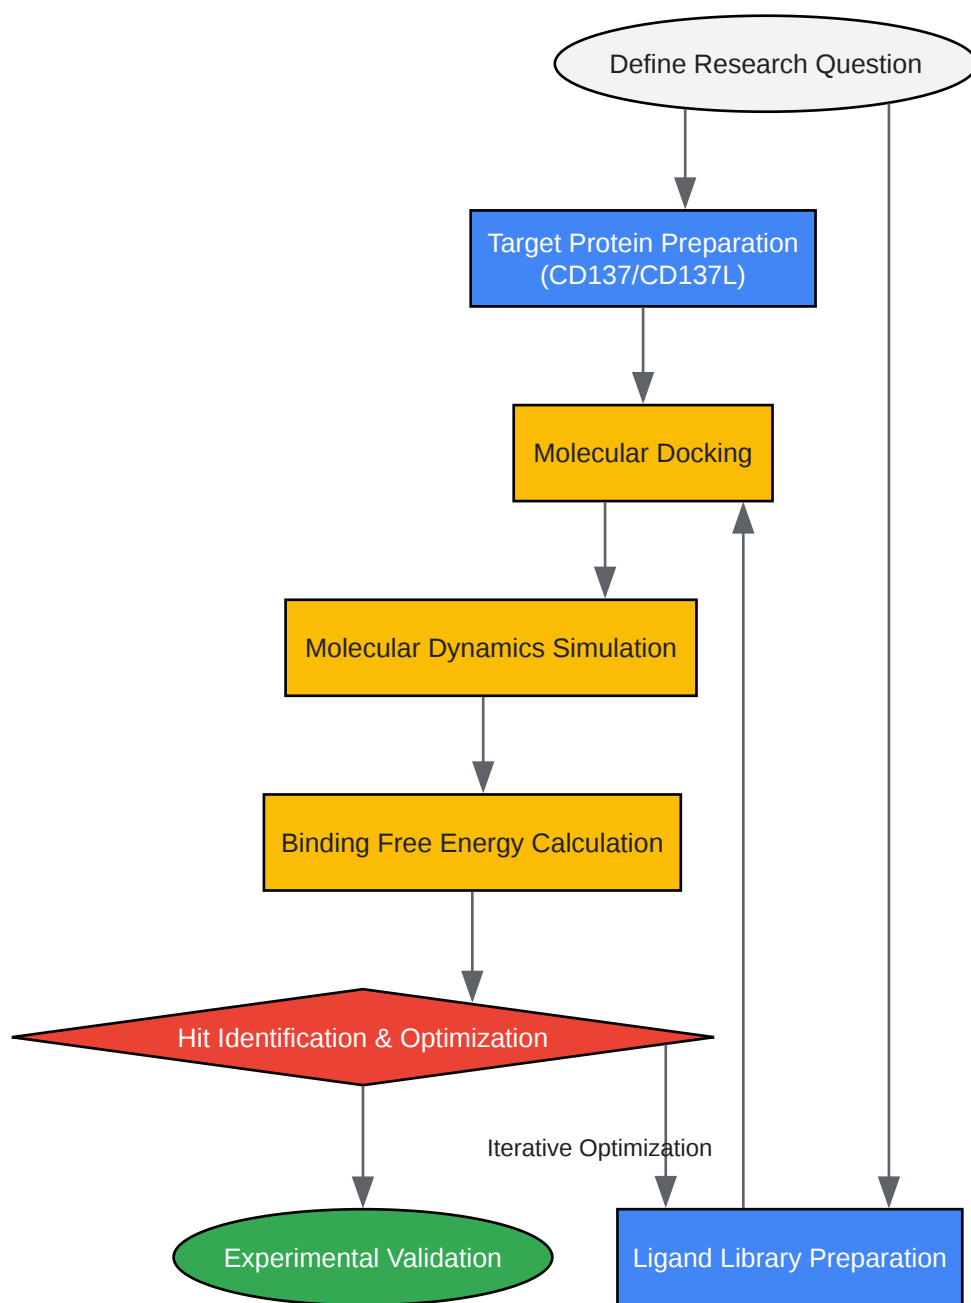 Define Research Question
Target Protein Preparation
(CD137/CD137L)
Molecular Docking
Molecular Dynamics Simulation
Binding Free Energy Calculation
Hit Identification & Optimization
Iterative Optimization
Experimental Validation
Ligand Library Preparation